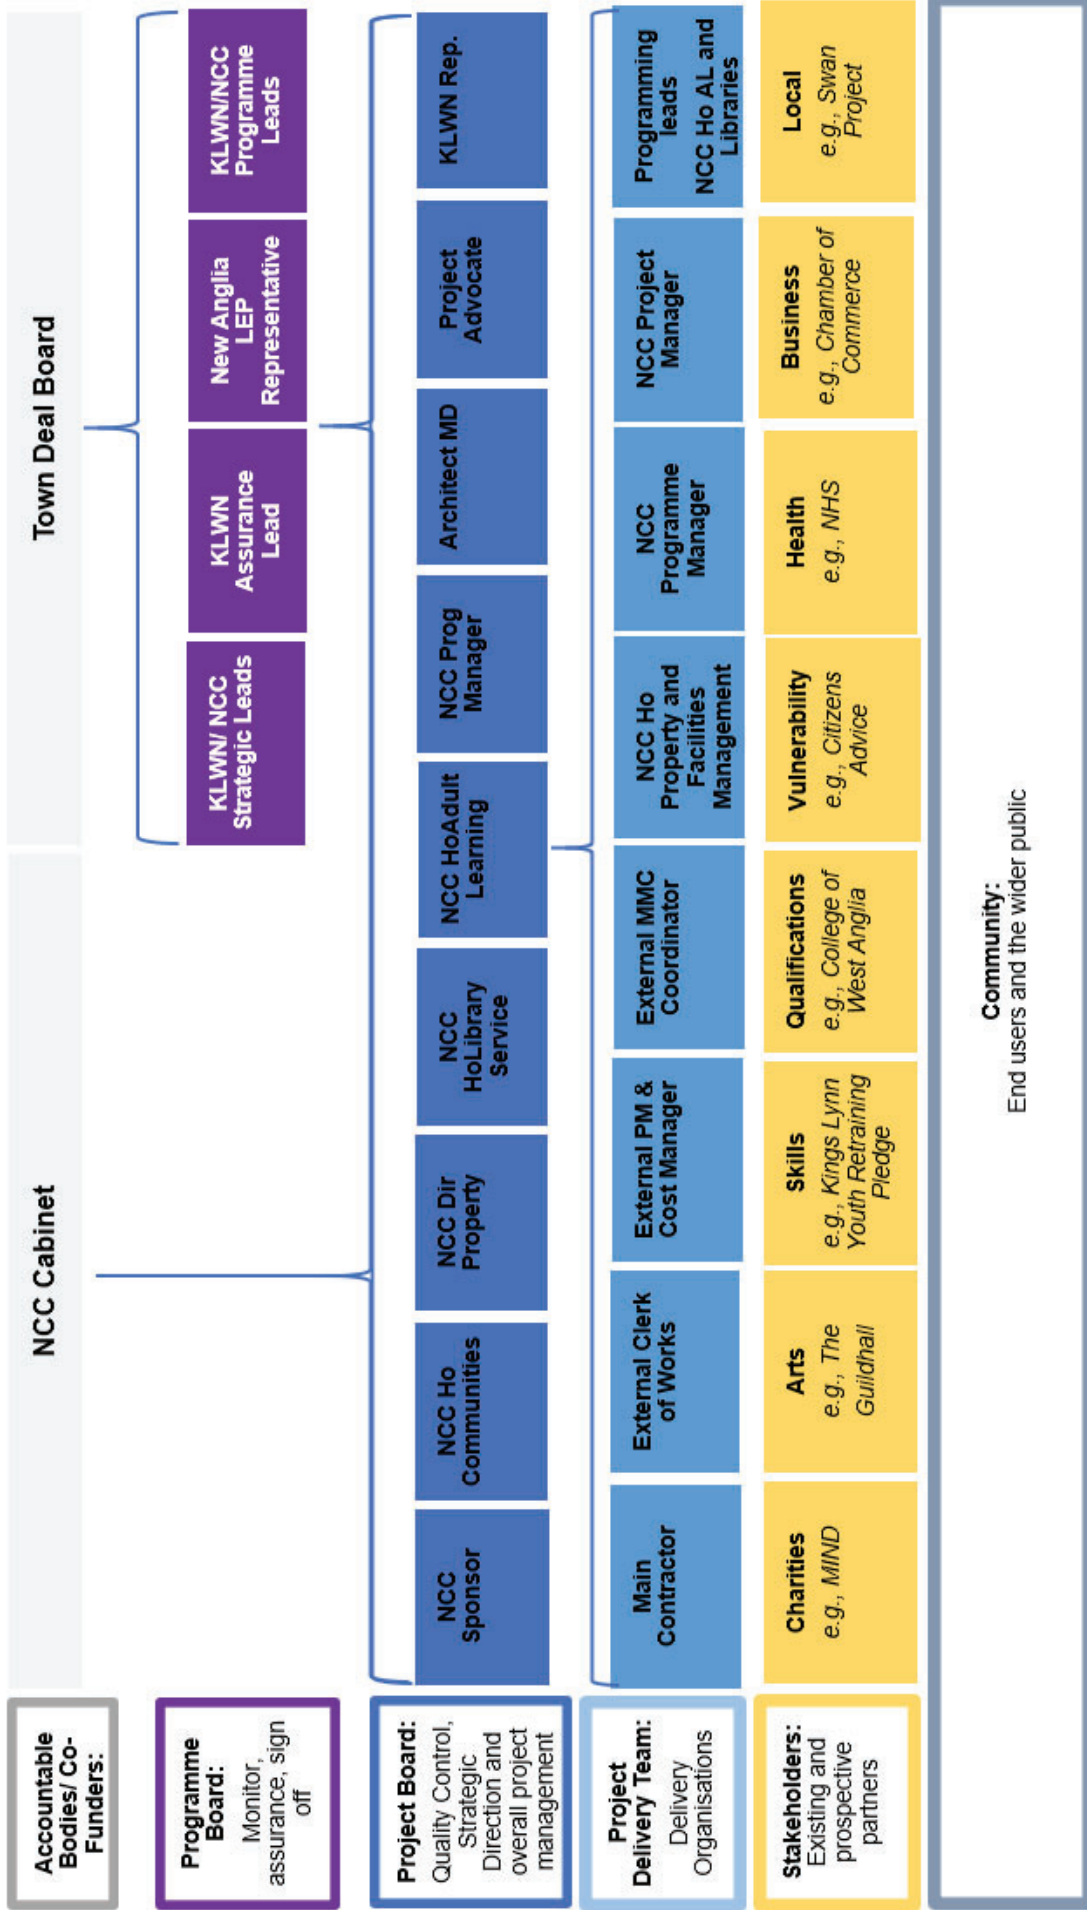 Accountable
Bodies/ Co-
Funders:
NCC Cabinet
Town Deal Board
Programme
Board:
Monitor,
assurance, sign
off
KLWN/ NCC
Strategic Leads
KLWN
Assurance
Lead
New Anglia
LEP
Representative
KLWN/NCC
Programme
Leads
Project Board:
Quality Control,
Strategic
Direction and
overall project
management
NCC
Sponsor
NCC Ho
Communities
NCC Dir
Property
NCC
HoLibrary
Service
NCC HoAdult
Learning
NCC Prog
Manager
Architect MD
Project
Advocate
KLWN Rep.
Project
Delivery Team:
Delivery
Organisations
Main
Contractor
External Clerk
of Works
External PM &
Cost Manager
External MMC
Coordinator
NCC Ho
Property and
Facilities
Management
NCC
Programme
Manager
NCC Project
Manager
Programming
leads
NCC Ho AL and
Libraries
Stakeholders:
Existing and
prospective
partners
Charities
e.g., MIND
Arts
e.g., The
Guildhall
Skills
e.g., Kings Lynn
Youth Retraining
Pledge
Qualifications
e.g., College of
West Anglia
Vulnerability
e.g., Citizens
Advice
Health
e.g., NHS
Business
e.g., Chamber of
Commerce
Local
e.g., Swan
Project
Community:
End users and the wider public